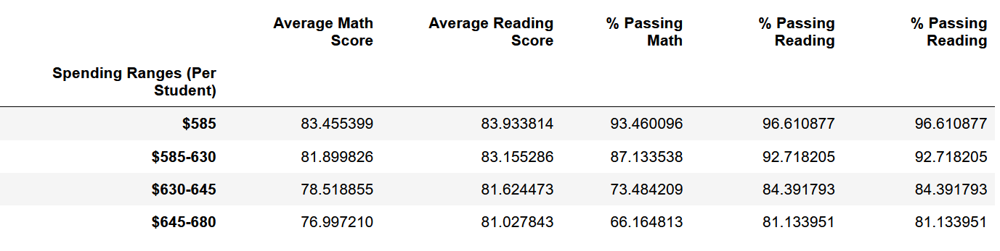 Average Math Score Average Reading Score % Passing Math % Passing Reading % Passing Reading
Spending Ranges (Per Student)
$585 83.455399 83.933814 93.460096 96.610877 96.610877
$585-630 81.899826 83.155286 87.133538 92.718205 92.718205
$630-645 78.518855 81.624473 73.484209 84.391793 84.391793
$645-680 76.997210 81.027843 66.164813 81.133951 81.133951